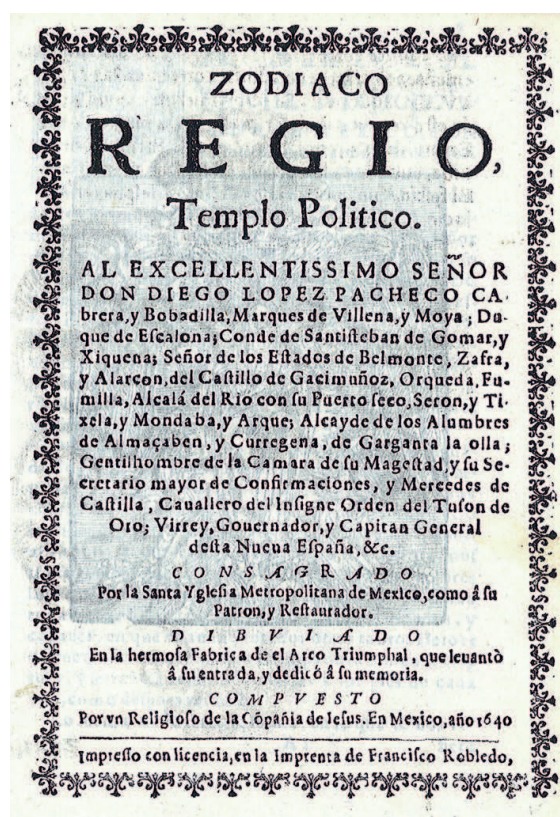 ZODIACO
REGIO,
Templo Politico.
AL EXCELLENTISSIMO SEÑOR
DON DIEGO LOPEZ PACHECO CA-
brera, y Bobadilla, Marques de Villena, y Moya; Du-
que de Eſcalona; Conde de Santiſteban de Gomar, y
Xiquena; Señor de los Eſtados de Belmonte, Zafra,
y Alarcon, del Caſtillo de Gacimuñoz, Orqueda, Fu-
milla, Alcalá del Rio con ſu Puerto ſeco, Seron, y Ti-
xela, y Mondaba, y Arque; Alcayde de los Alumbres
de Almaçaben, y Curregena, de Garganta la olla;
Gentilhombre de la Camara de ſu Mageſtad, y ſu Se-
cretario mayor de Confirmaciones, y Mercedes de
Caſtilla, Cauallero del Inſigne Orden del Tuſon de
Oro; Virrey, Gouernador, y Capitan General
deſta Nueua Eſpaña, &c.
CONSAGRADO
Por la Santa Ygleſia Metropolitana de Mexico, como â ſu
Patron, y Reſtaurador.
DIBVXADO
En la hermoſa Fabrica de el Arco Triumphal, que leuantò
â ſu entrada, y dedicó â ſu memoria.
COMPVESTO
Por vn Religioſo de la Cõpañia de Ieſus. En Mexico, año 1640
Impreſſo con licencia, en la Imprenta de Franciſco Robledo,